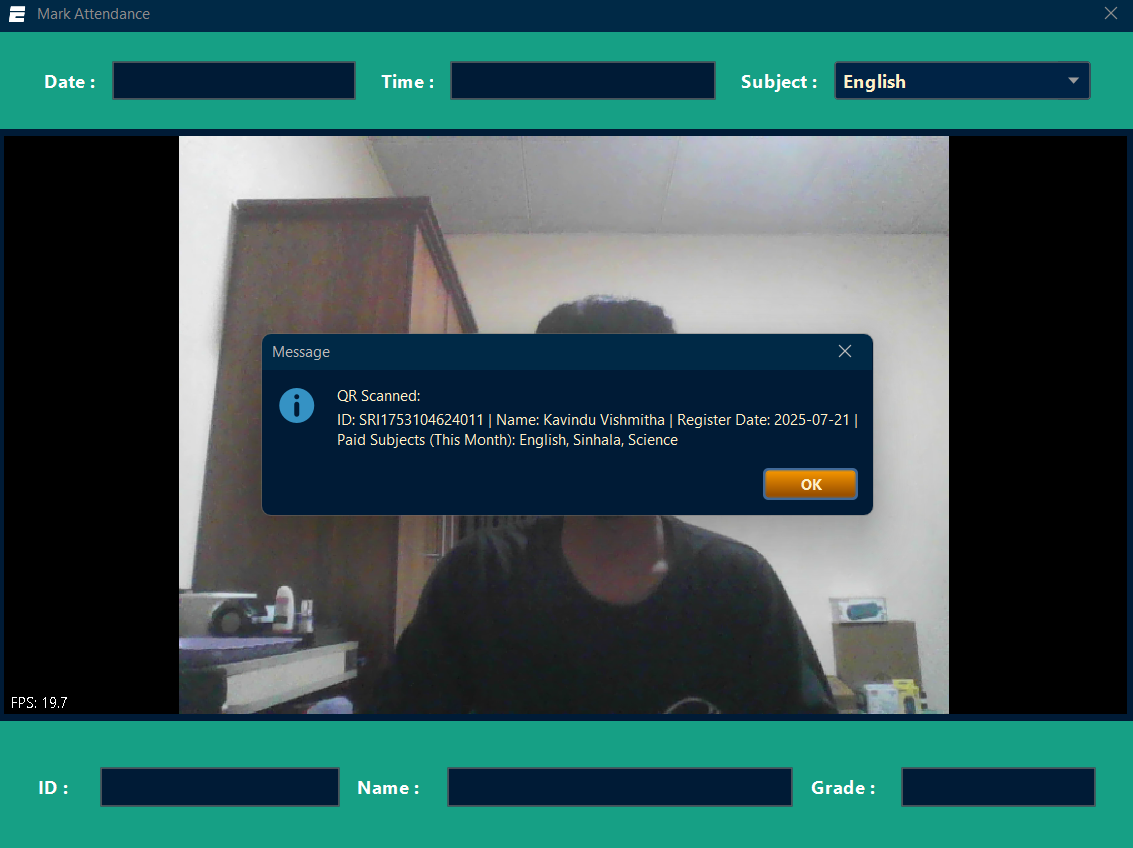 Mark Attendance
Date :
Time :
Subject :
English
Message
QR Scanned:
ID: SRI1753104624011 | Name: Kavindu Vishmitha | Register Date: 2025-07-21 |
Paid Subjects (This Month): English, Sinhala, Science
OK
FPS: 19.7
ID :
Name :
Grade :